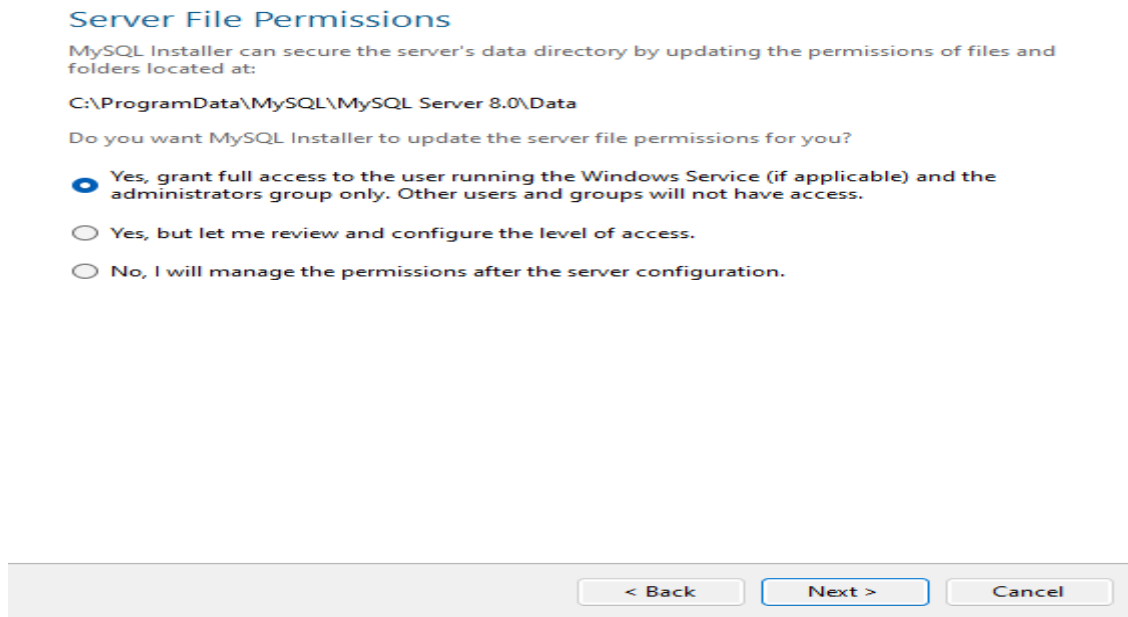 Server File Permissions
MySQL Installer can secure the server's data directory by updating the permissions of files and
folders located at:
C:\ProgramData\MySQL\MySQL Server 8.0\Data
Do you want MySQL Installer to update the server file permissions for you?
Yes, grant full access to the user running the Windows Service (if applicable) and the
administrators group only. Other users and groups will not have access.
Yes, but let me review and configure the level of access.
No, I will manage the permissions after the server configuration.
< Back
Next >
Cancel